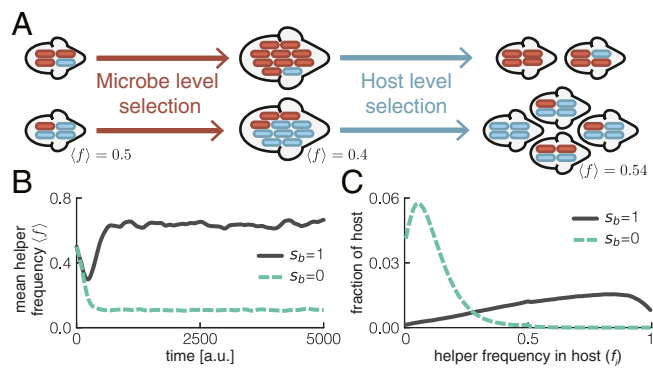 A
Microbe level
selection
Host level
selection
⟨f⟩ = 0.5
⟨f⟩ = 0.4
⟨f⟩ = 0.54
B
mean helper
frequency ⟨f⟩
0.8
0.4
0.0
s_b=1
s_b=0
0
2500
5000
time [a.u.]
C
fraction of host
0.06
0.03
0.00
s_b=1
s_b=0
0
0.5
1
helper frequency in host (f_i)